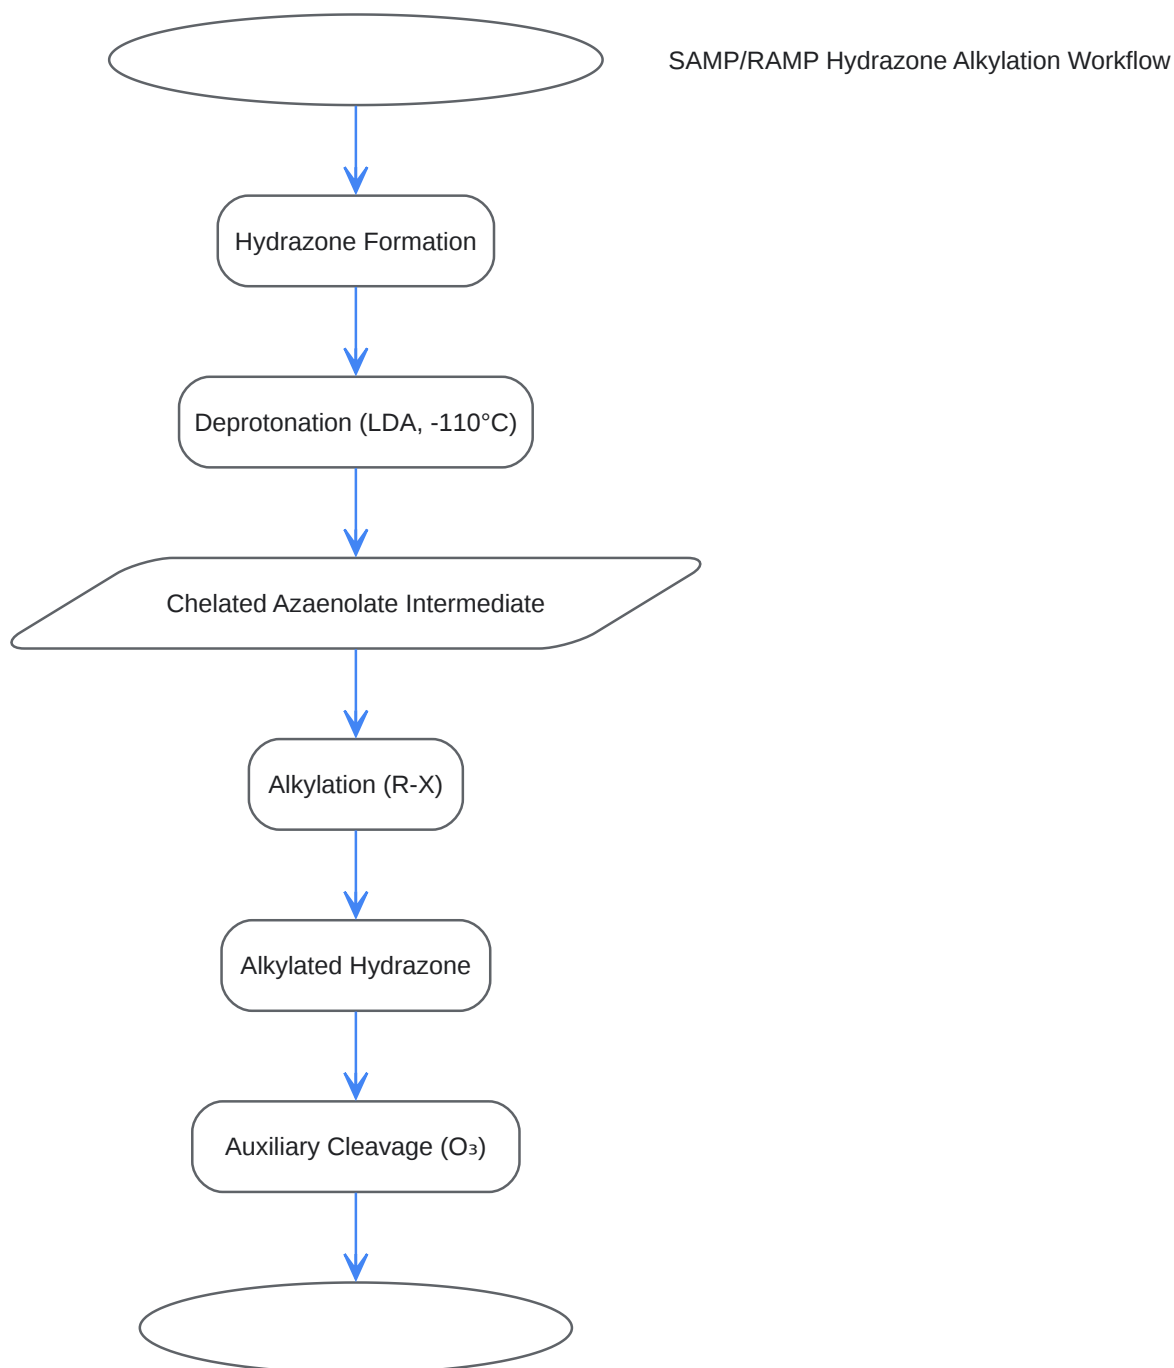 SAMP/RAMP Hydrazone Alkylation Workflow
Hydrazone Formation
Deprotonation (LDA, -110°C)
Chelated Azaenolate Intermediate
Alkylation (R-X)
Alkylated Hydrazone
Auxiliary Cleavage (O₃)